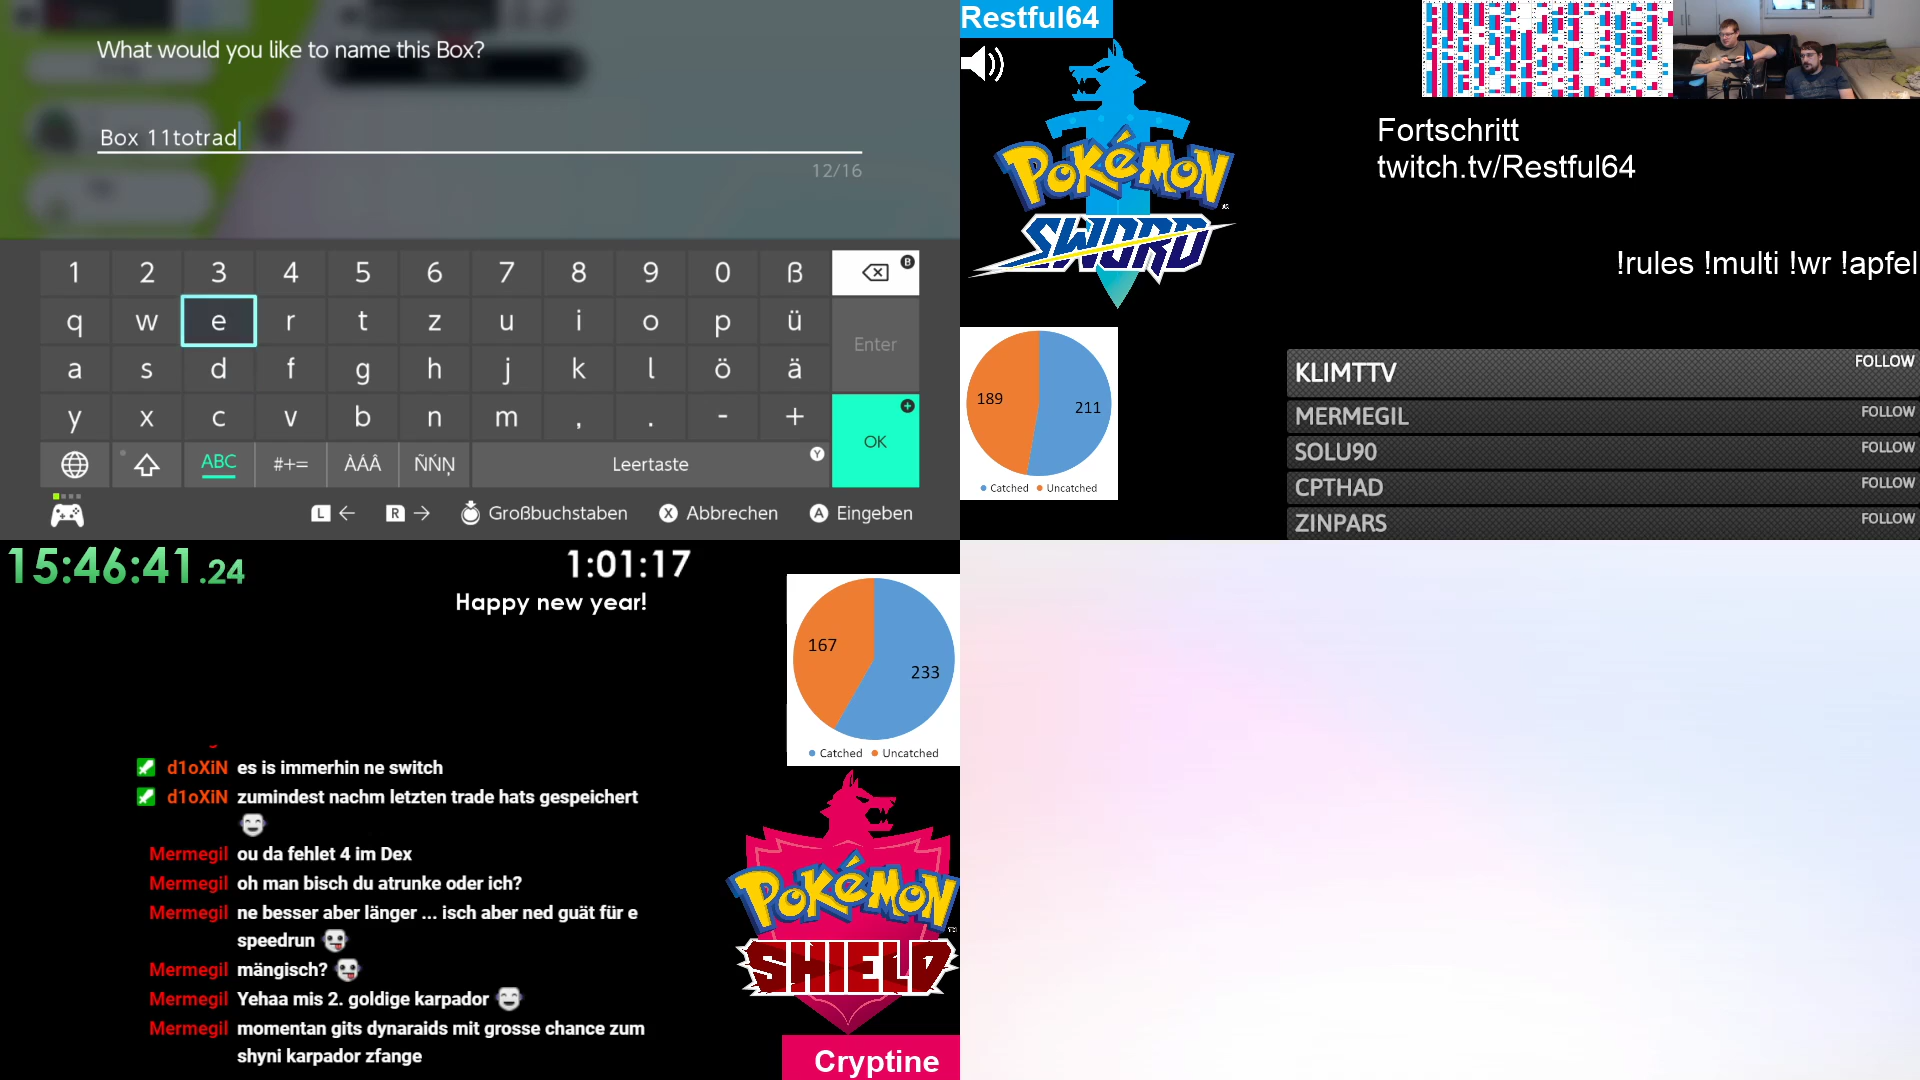 What would you like to name this Box?
Box 11totrad
12/16
1 2 3 4 5 6 7 8 9 0 ß
q w e r t z u i o p ü
Enter
a s d f g h j k l ö ä
y x c v b n m , . - +
OK
ABC #+= ÀÁÂ ÑŃŅ Leertaste
L ← R → Großbuchstaben X Abbrechen A Eingeben
Restful64
POKéMON
SWORD
Fortschritt
twitch.tv/Restful64
!rules !multi !wr !apfel
189
211
Catched Uncatched
KLIMTTV FOLLOW
MERMEGIL FOLLOW
SOLU90 FOLLOW
CPTHAD FOLLOW
ZINPARS FOLLOW
15:46:41.24
1:01:17
Happy new year!
167
233
Catched Uncatched
d1oXiN es is immerhin ne switch
d1oXiN zumindest nachm letzten trade hats gespeichert
Mermegil ou da fehlet 4 im Dex
Mermegil oh man bisch du atrunke oder ich?
Mermegil ne besser aber länger ... isch aber ned guät für e
speedrun
Mermegil mängisch?
Mermegil Yehaa mis 2. goldige karpador
Mermegil momentan gits dynaraids mit grosse chance zum
shyni karpador zfange
POKéMON
SHIELD
Cryptine